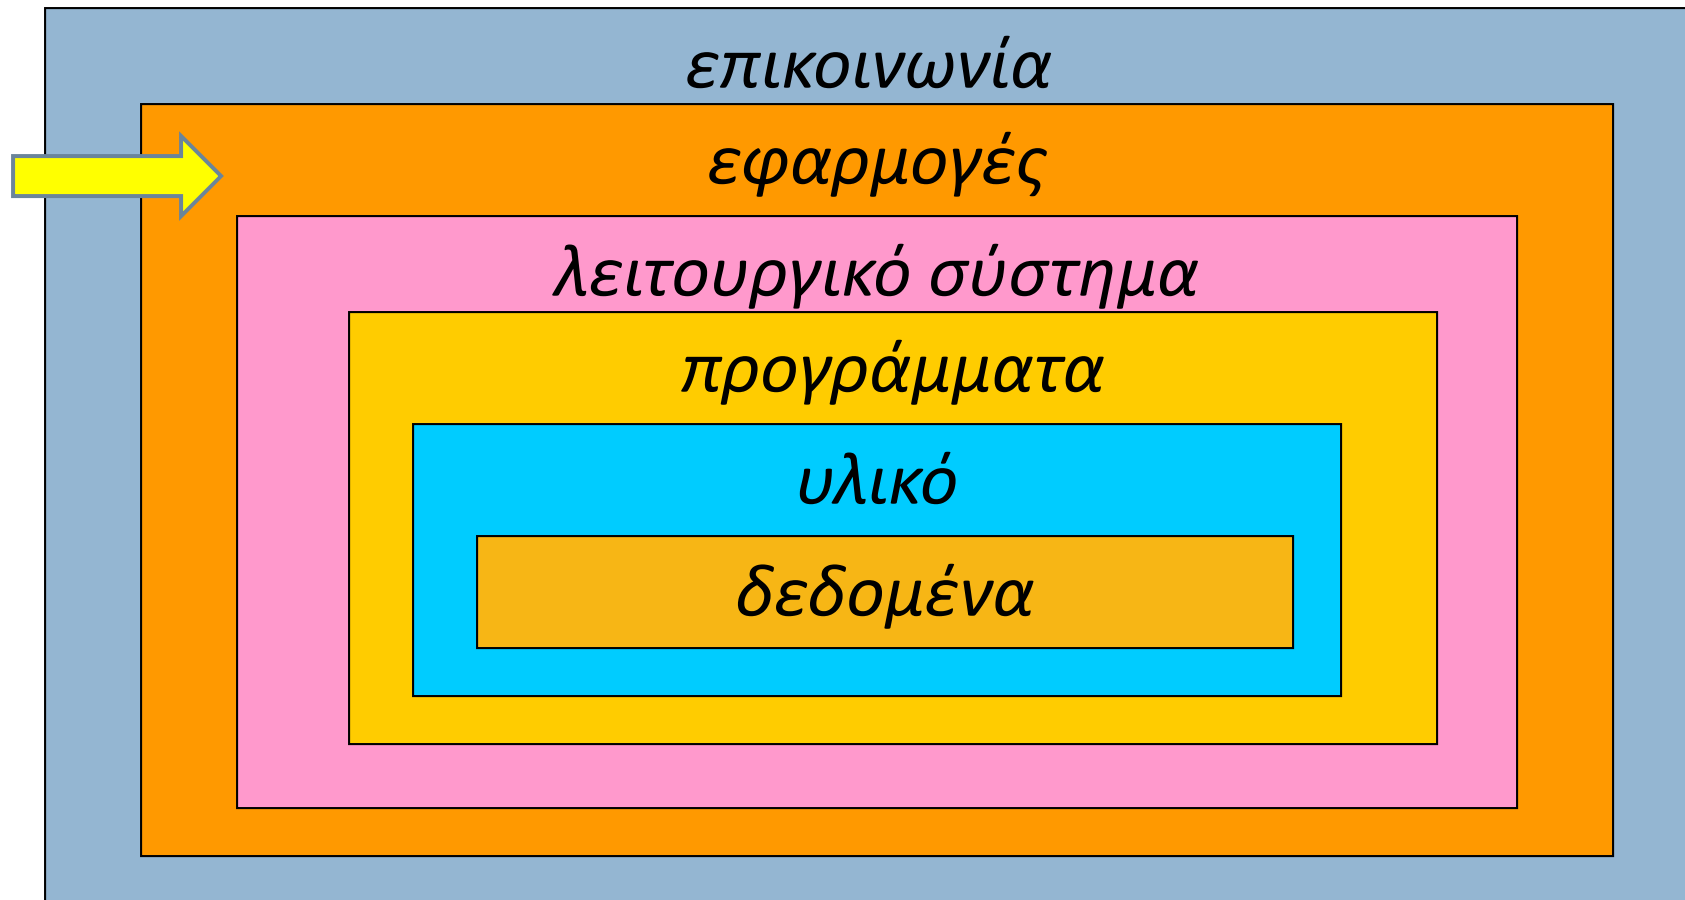 επικοινωνία
εφαρμογές
λειτουργικό σύστημα
προγράμματα
υλικό
δεδομένα